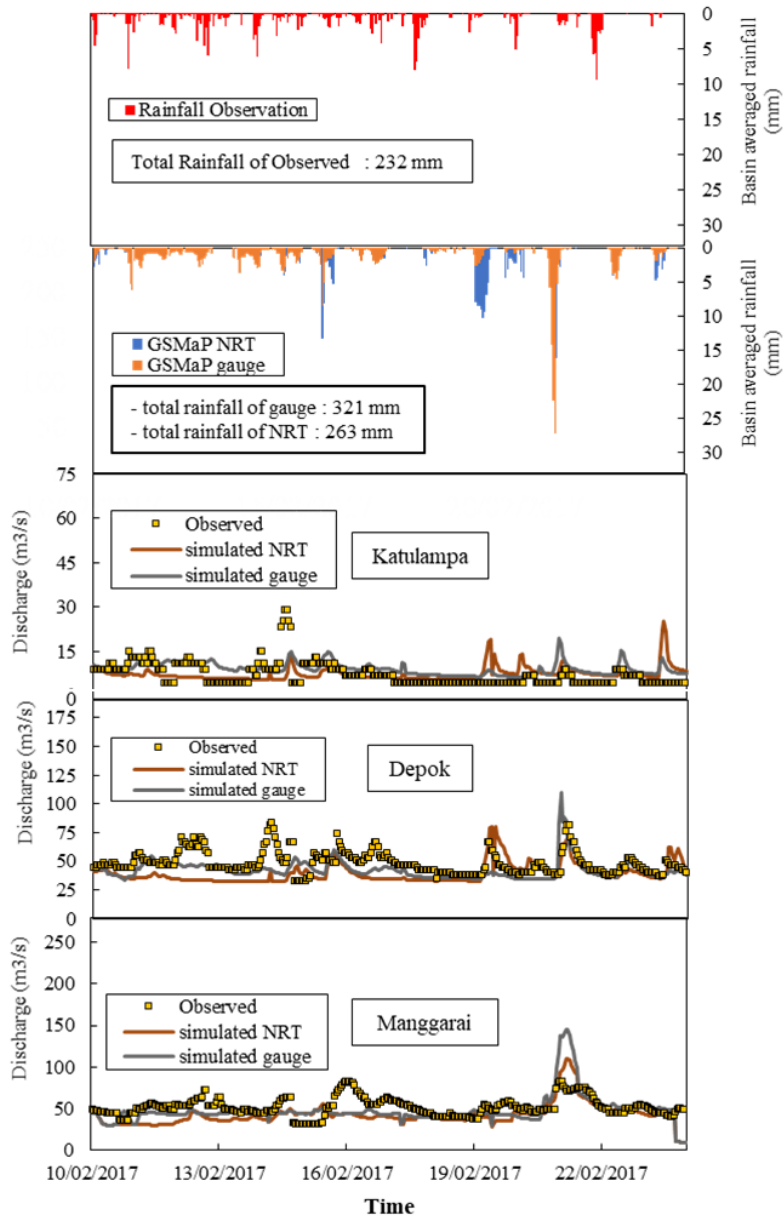 0
5
10
15
20
25
30
Basin averaged rainfall
(mm)
Rainfall Observation
Total Rainfall of Observed : 232 mm
0
5
10
15
20
25
30
Basin averaged rainfall
(mm)
GSMaP NRT
GSMaP gauge
- total rainfall of gauge : 321 mm
- total rainfall of NRT : 263 mm
75
60
45
30
15
0
Discharge (m3/s)
Observed
simulated NRT
simulated gauge
Katulampa
175
150
125
100
75
50
25
0
Discharge (m3/s)
Observed
simulated NRT
simulated gauge
Depok
250
200
150
100
50
0
Discharge (m3/s)
Observed
simulated NRT
simulated gauge
Manggarai
10/02/2017 13/02/2017 16/02/2017 19/02/2017 22/02/2017
Time